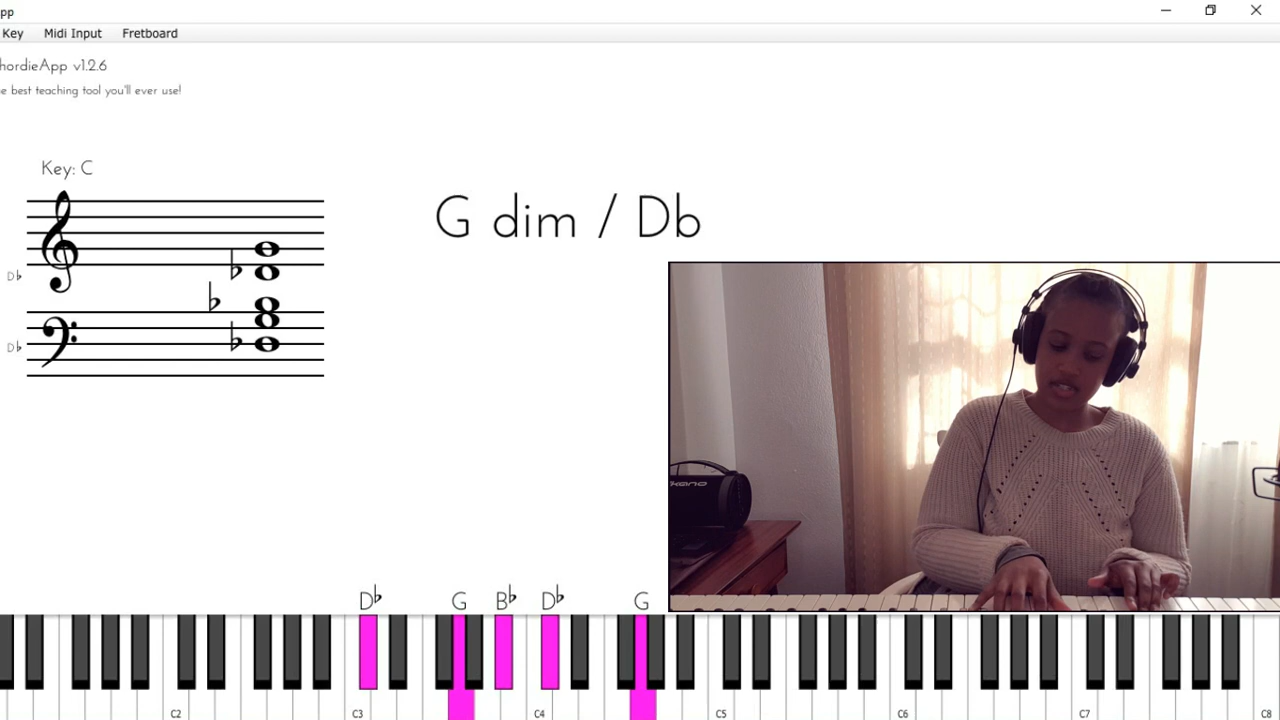 pp
Key Midi Input Fretboard
hordieApp v1.2.6
e best teaching tool you'll ever use!
Key: C
G dim / Db
D♭
D♭
D♭ G B♭ D♭ G
C2 C3 C4 C5 C6 C7 C8